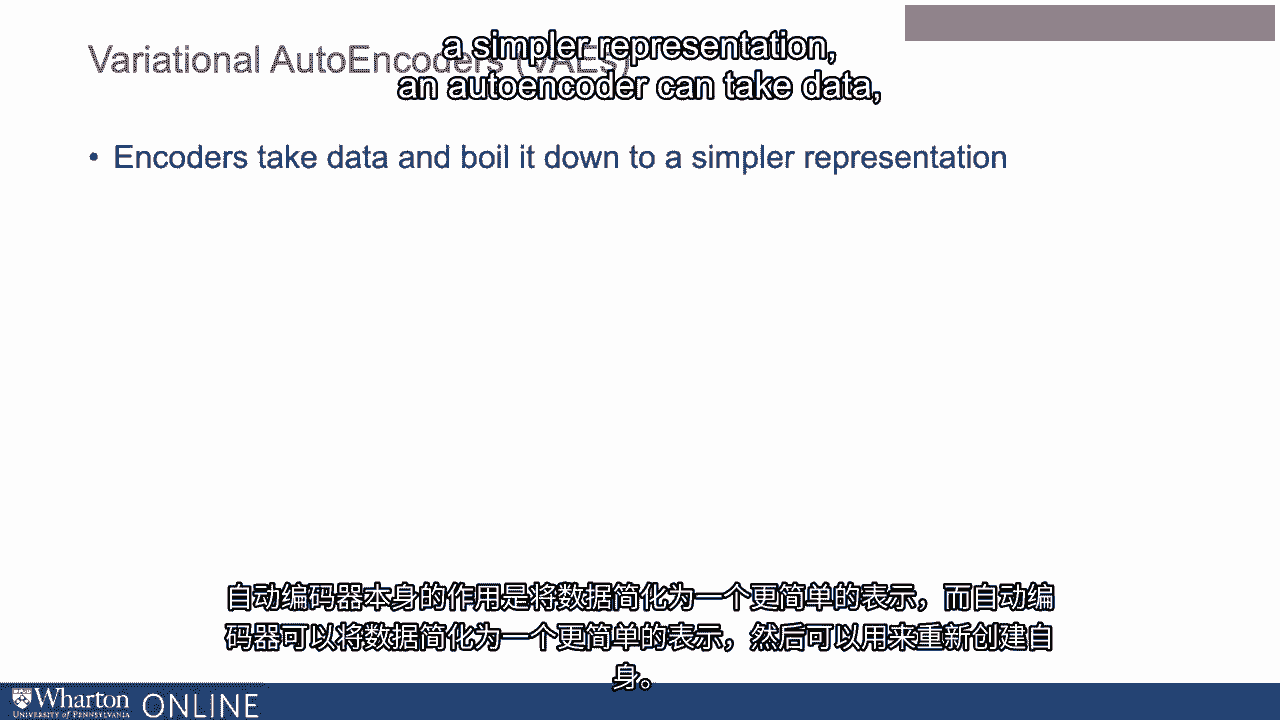 a simpler representation,
Variational AutoEncoders (VAEs)
an autoencoder can take data,
• Encoders take data and boil it down to a simpler representation
自动编码器本身的作用是将数据简化为一个更简单的表示，而自动编
码器可以将数据简化为一个更简单的表示，然后可以用来重新创建自
身。
Wharton ONLINE
UNIVERSITY of PENNSYLVANIA